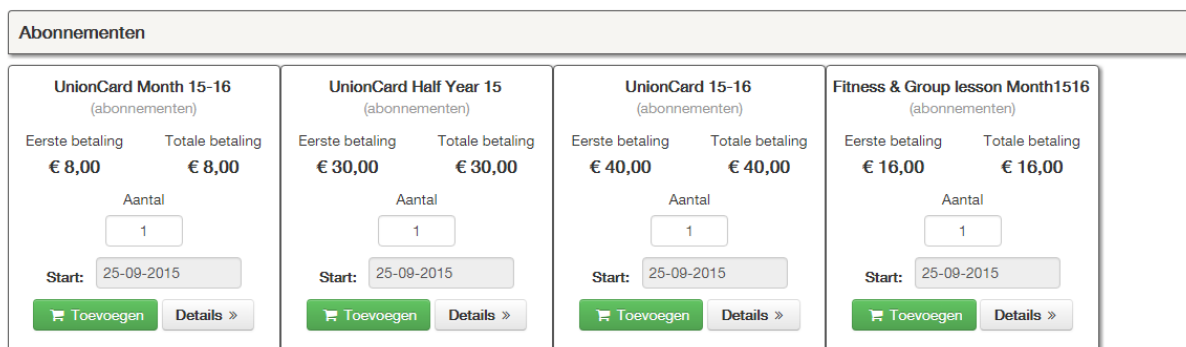 Abonnementen
UnionCard Month 15-16
(abonnementen)
Eerste betaling Totale betaling
€ 8,00 € 8,00
Aantal
1
Start: 25-09-2015
Toevoegen Details »
UnionCard Half Year 15
(abonnementen)
Eerste betaling Totale betaling
€ 30,00 € 30,00
Aantal
1
Start: 25-09-2015
Toevoegen Details »
UnionCard 15-16
(abonnementen)
Eerste betaling Totale betaling
€ 40,00 € 40,00
Aantal
1
Start: 25-09-2015
Toevoegen Details »
Fitness & Group lesson Month1516
(abonnementen)
Eerste betaling Totale betaling
€ 16,00 € 16,00
Aantal
1
Start: 25-09-2015
Toevoegen Details »